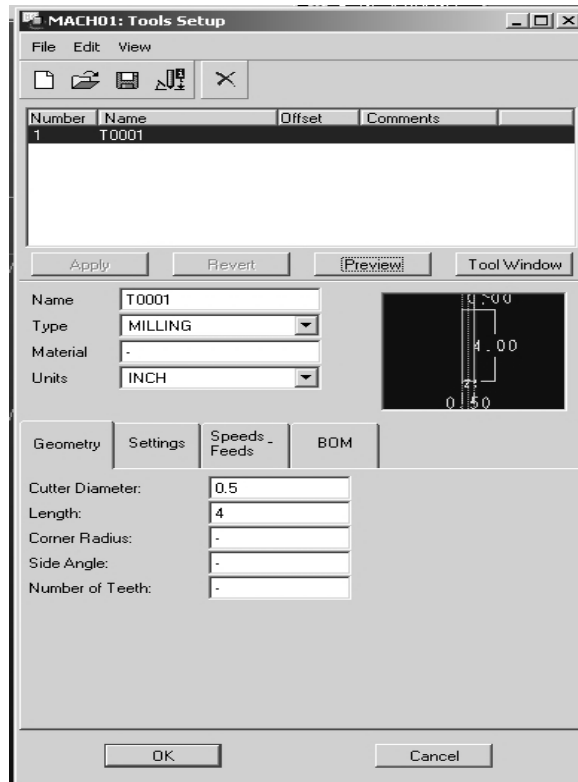 MACH01: Tools Setup
File Edit View
Number Name Offset Comments
1 T0001
Apply Revert Preview Tool Window
Name T0001
Type MILLING
Material -
Units INCH
0.00
4.00
0.50
Geometry Settings Speeds - Feeds BOM
Cutter Diameter: 0.5
Length: 4
Corner Radius: -
Side Angle: -
Number of Teeth: -
OK Cancel